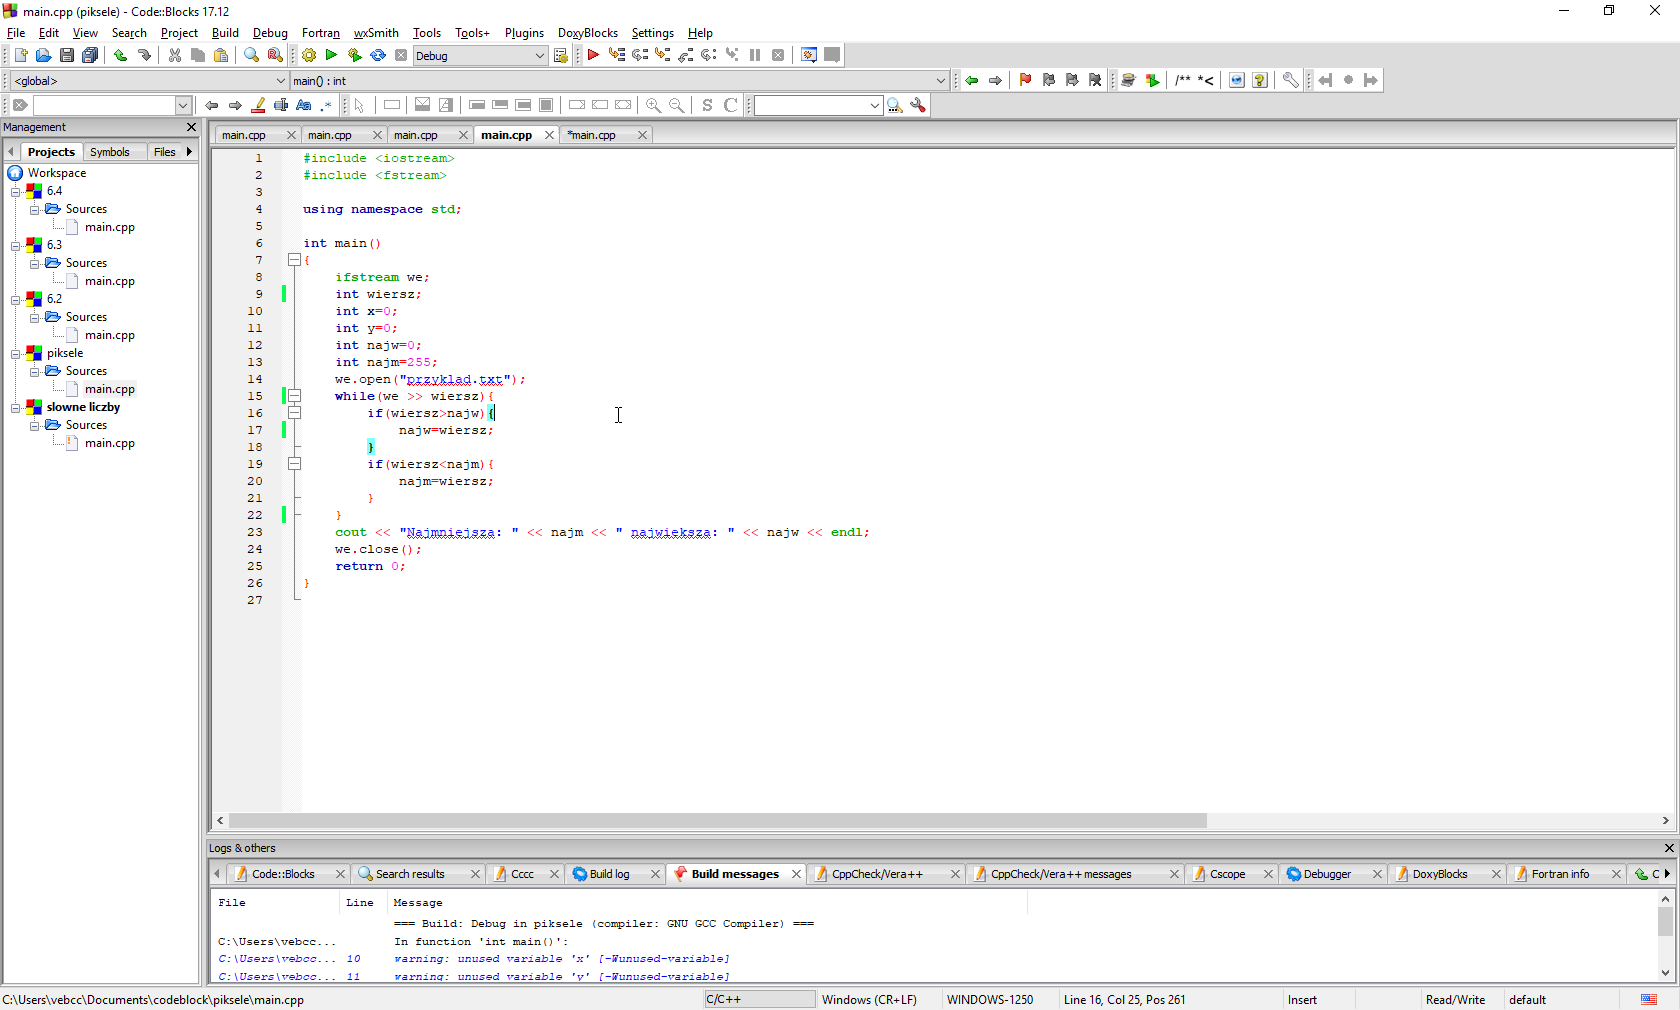 main.cpp (piksele) - Code::Blocks 17.12
File Edit View Search Project Build Debug Fortran wxSmith Tools Tools+ Plugins DoxyBlocks Settings Help
Debug
<global> main() : int /** *<
Aa .* S C
Management
Projects Symbols Files
Workspace
6.4
Sources
main.cpp
6.3
Sources
main.cpp
6.2
Sources
main.cpp
piksele
Sources
main.cpp
slowne liczby
Sources
main.cpp
main.cpp main.cpp main.cpp main.cpp *main.cpp
1 #include <iostream>
2 #include <fstream>
3
4 using namespace std;
5
6 int main()
7 {
8 ifstream we;
9 int wiersz;
10 int x=0;
11 int y=0;
12 int najw=0;
13 int najm=255;
14 we.open("przyklad.txt");
15 while(we >> wiersz){
16 if(wiersz>najw){
17 najw=wiersz;
18 }
19 if(wiersz<najm){
20 najm=wiersz;
21 }
22 }
23 cout << "Najmniejsza: " << najm << " najwieksza: " << najw << endl;
24 we.close();
25 return 0;
26 }
27
Logs & others
Code::Blocks Search results Cccc Build log Build messages CppCheck/Vera++ CppCheck/Vera++ messages Cscope Debugger DoxyBlocks Fortran info C
File Line Message
=== Build: Debug in piksele (compiler: GNU GCC Compiler) ===
C:\Users\vebcc... In function 'int main()':
C:\Users\vebcc... 10 warning: unused variable 'x' [-Wunused-variable]
C:\Users\vebcc... 11 warning: unused variable 'y' [-Wunused-variable]
C:\Users\vebcc\Documents\codeblock\piksele\main.cpp C/C++ Windows (CR+LF) WINDOWS-1250 Line 16, Col 25, Pos 261 Insert Read/Write default